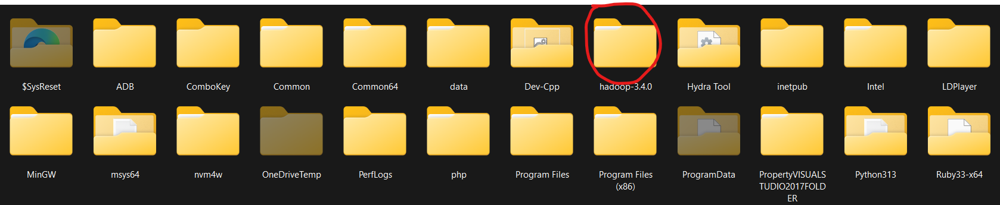 $SysReset
ADB
ComboKey
Common
Common64
data
Dev-Cpp
hadoop-3.4.0
Hydra Tool
inetpub
Intel
LDPlayer
MinGW
msys64
nvm4w
OneDriveTemp
PerfLogs
php
Program Files
Program Files
(x86)
ProgramData
PropertyVISUALS
TUDIO2017FOLD
ER
Python313
Ruby33-x64